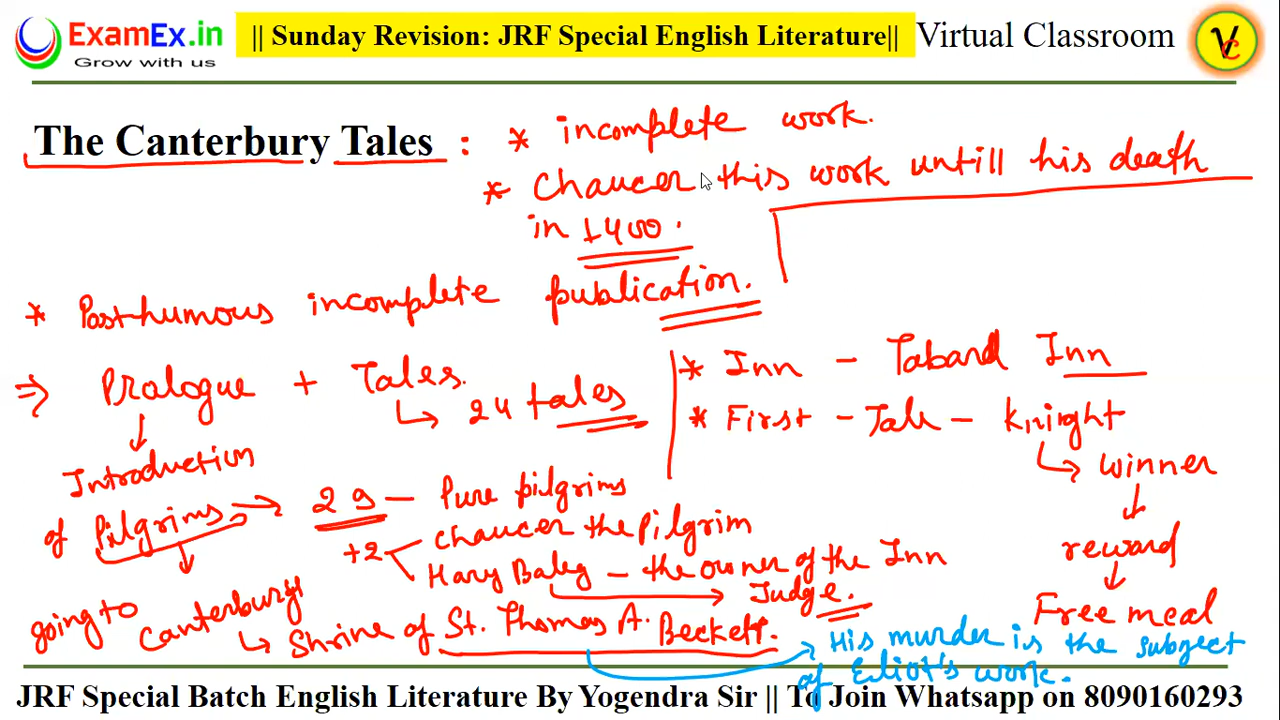 ExamEx.in
Grow with us
|| Sunday Revision: JRF Special English Literature||
Virtual Classroom
VC
The Canterbury Tales : * incomplete work.
* Chaucer this work untill his death
in 1400.
* Posthumous incomplete publication.
⇒ Prologue + Tales.
↳ 24 tales
Introduction
of Pilgrims → 29 — Pure pilgrims
+2 Chaucer the Pilgrim
Harry Baley — the owner of the Inn
→ Judge.
going to Canterbury
↳ Shrine of St. Thomas A. Beckett.
* Inn - Taband Inn
* First - Tale - Knight
↳ winner
reward
Free meal
His murder is the subject
of Eliot's work.
JRF Special Batch English Literature By Yogendra Sir || To Join Whatsapp on 8090160293